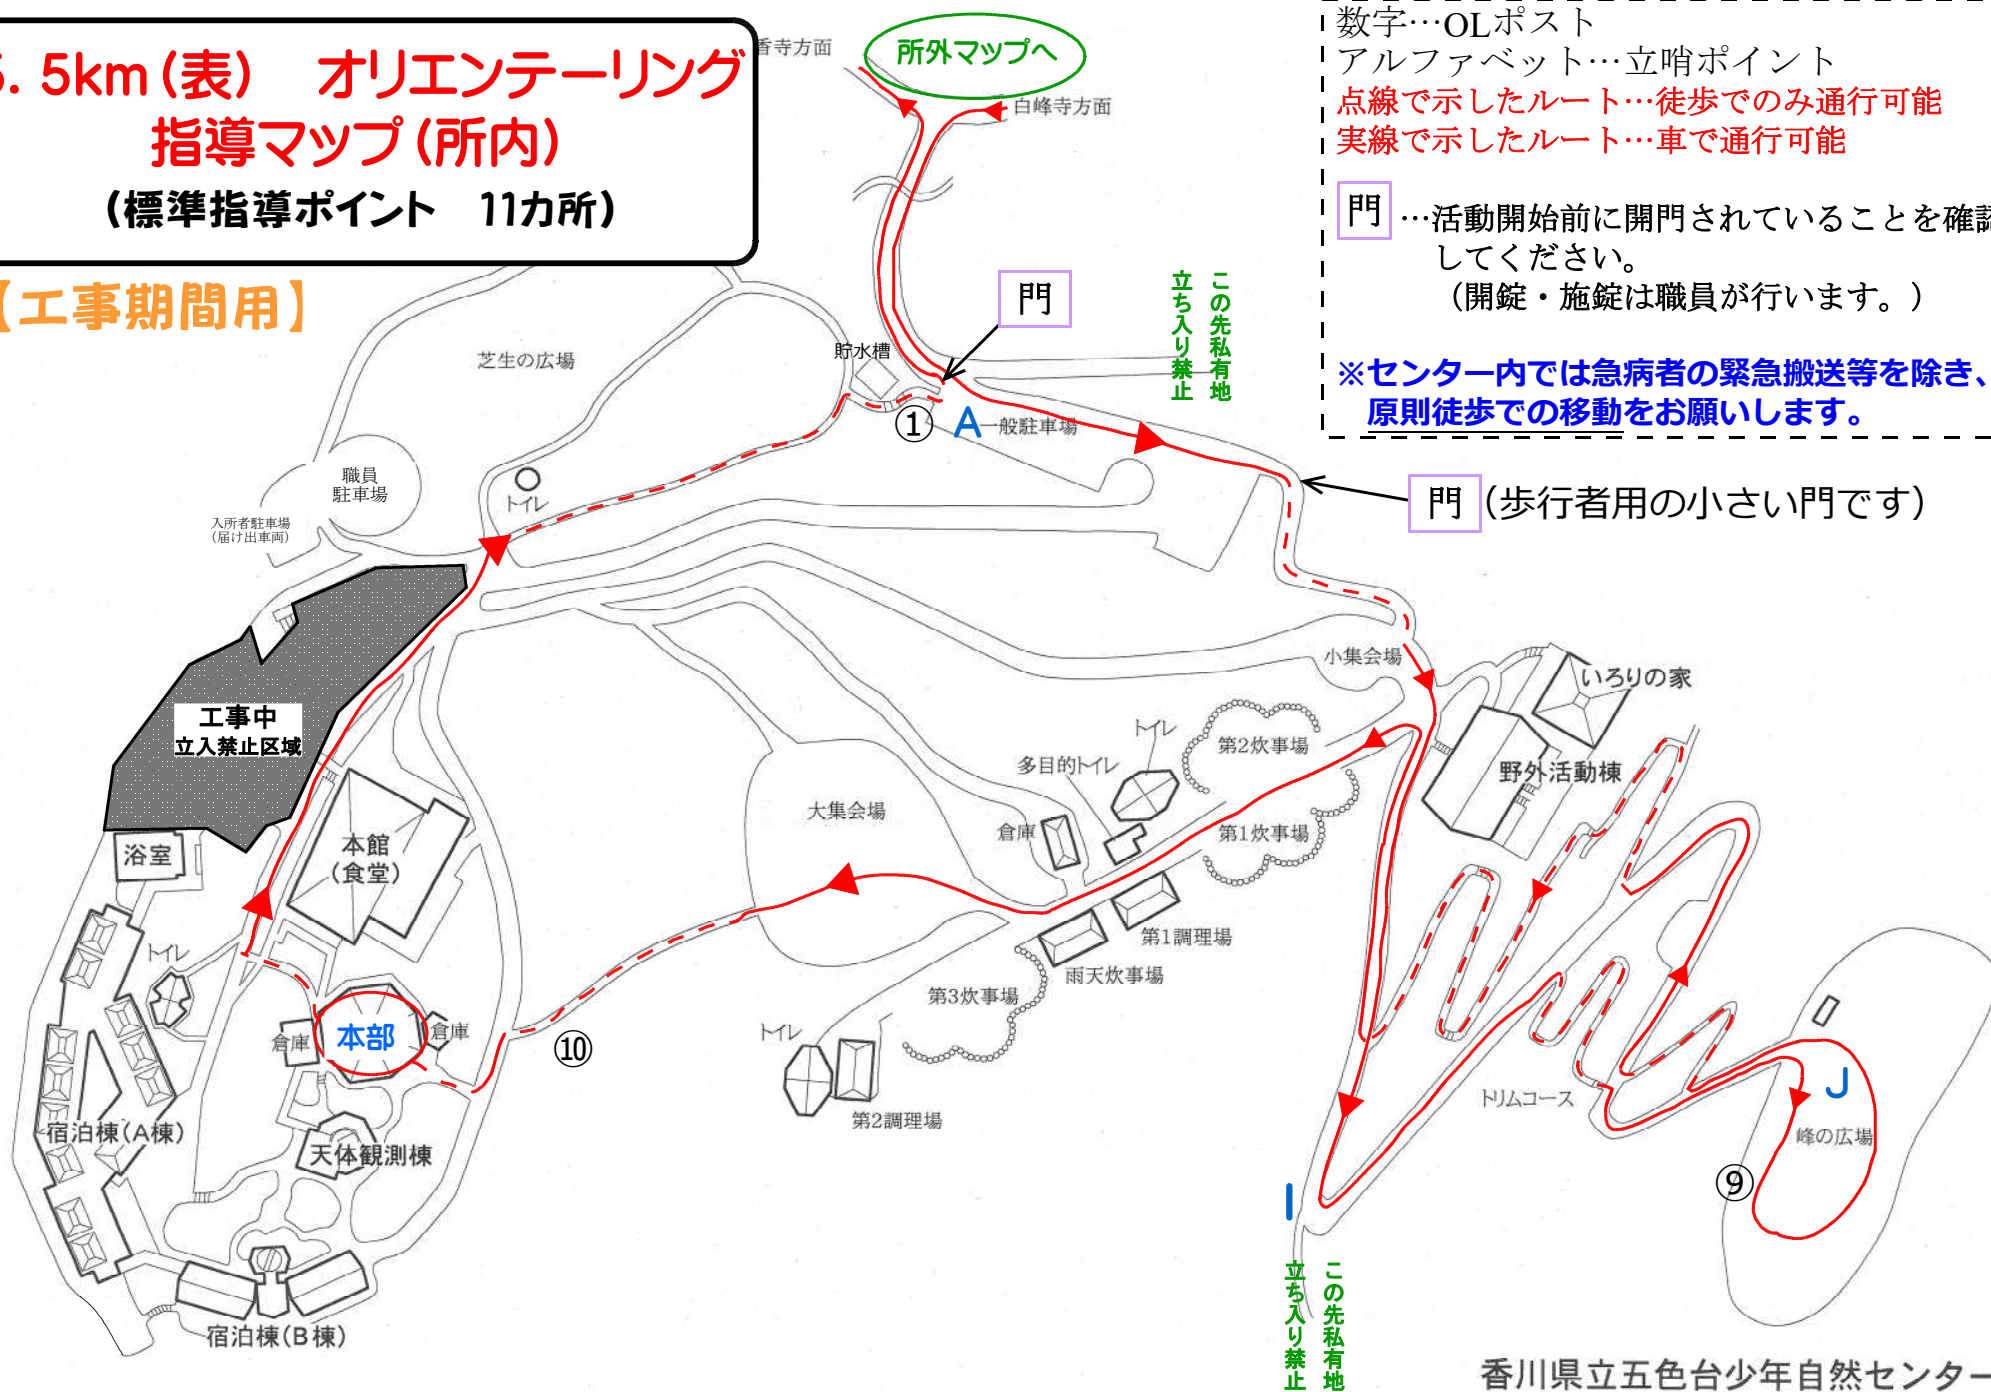 5km(表)　オリエンテーリング
指導マップ(所内)
(標準指導ポイント　11カ所)
【工事期間用】
香寺方面
所外マップへ
白峰寺方面
数字…OLポスト
アルファベット…立哨ポイント
点線で示したルート…徒歩でのみ通行可能
実線で示したルート…車で通行可能
門…活動開始前に開門されていることを確認
してください。
（開錠・施錠は職員が行います。）
※センター内では急病者の緊急搬送等を除き、
原則徒歩での移動をお願いします。
門
この先私有地
立ち入り禁止
芝生の広場
貯水槽
①
A
一般駐車場
門(歩行者用の小さい門です)
職員
駐車場
トイレ
入所者駐車場
(届け出車両)
工事中
立入禁止区域
小集会場
いろりの家
野外活動棟
トイレ
第2炊事場
多目的トイレ
大集会場
倉庫
第1炊事場
浴室
本館
(食堂)
第1調理場
雨天炊事場
第3炊事場
トイレ
倉庫
本部
倉庫
⑩
トイレ
第2調理場
トリムコース
J
峰の広場
⑨
I
宿泊棟(A棟)
天体観測棟
宿泊棟(B棟)
この先私有地
立ち入り禁止
香川県立五色台少年自然センター